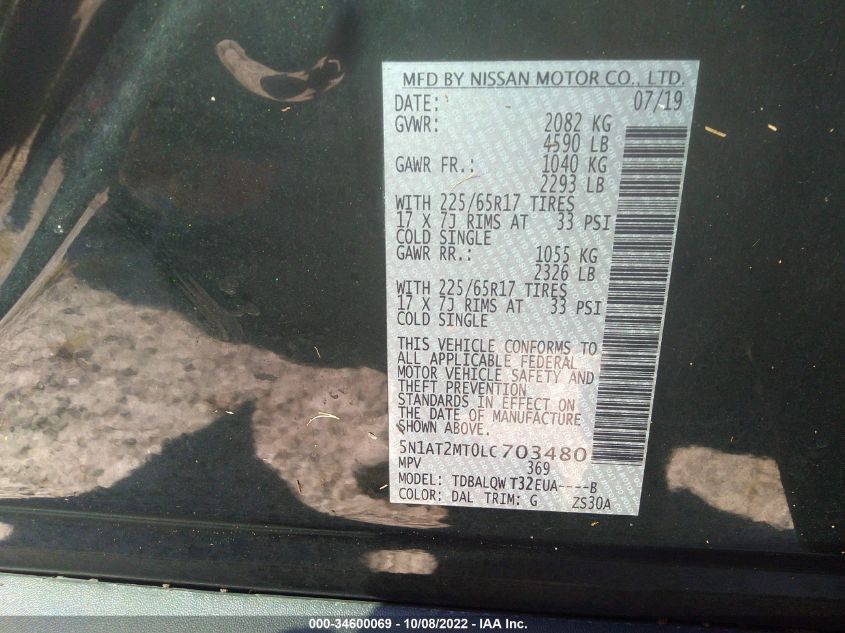 MFD BY NISSAN MOTOR CO., LTD.
DATE: 07/19
GVWR: 2082 KG
4590 LB
GAWR FR.: 1040 KG
2293 LB
WITH 225/65R17 TIRES
17 X 7J RIMS AT 33 PSI
COLD SINGLE
GAWR RR.: 1055 KG
2326 LB
WITH 225/65R17 TIRES
17 X 7J RIMS AT 33 PSI
COLD SINGLE
THIS VEHICLE CONFORMS TO
ALL APPLICABLE FEDERAL
MOTOR VEHICLE SAFETY AND
THEFT PREVENTION
STANDARDS IN EFFECT ON
THE DATE OF MANUFACTURE
SHOWN ABOVE.
5N1AT2MT0LC703480
MPV 369
MODEL: TDBALQW T32EUA----B
COLOR: DAL TRIM: G ZS30A
000-34600069 - 10/08/2022 - IAA Inc.